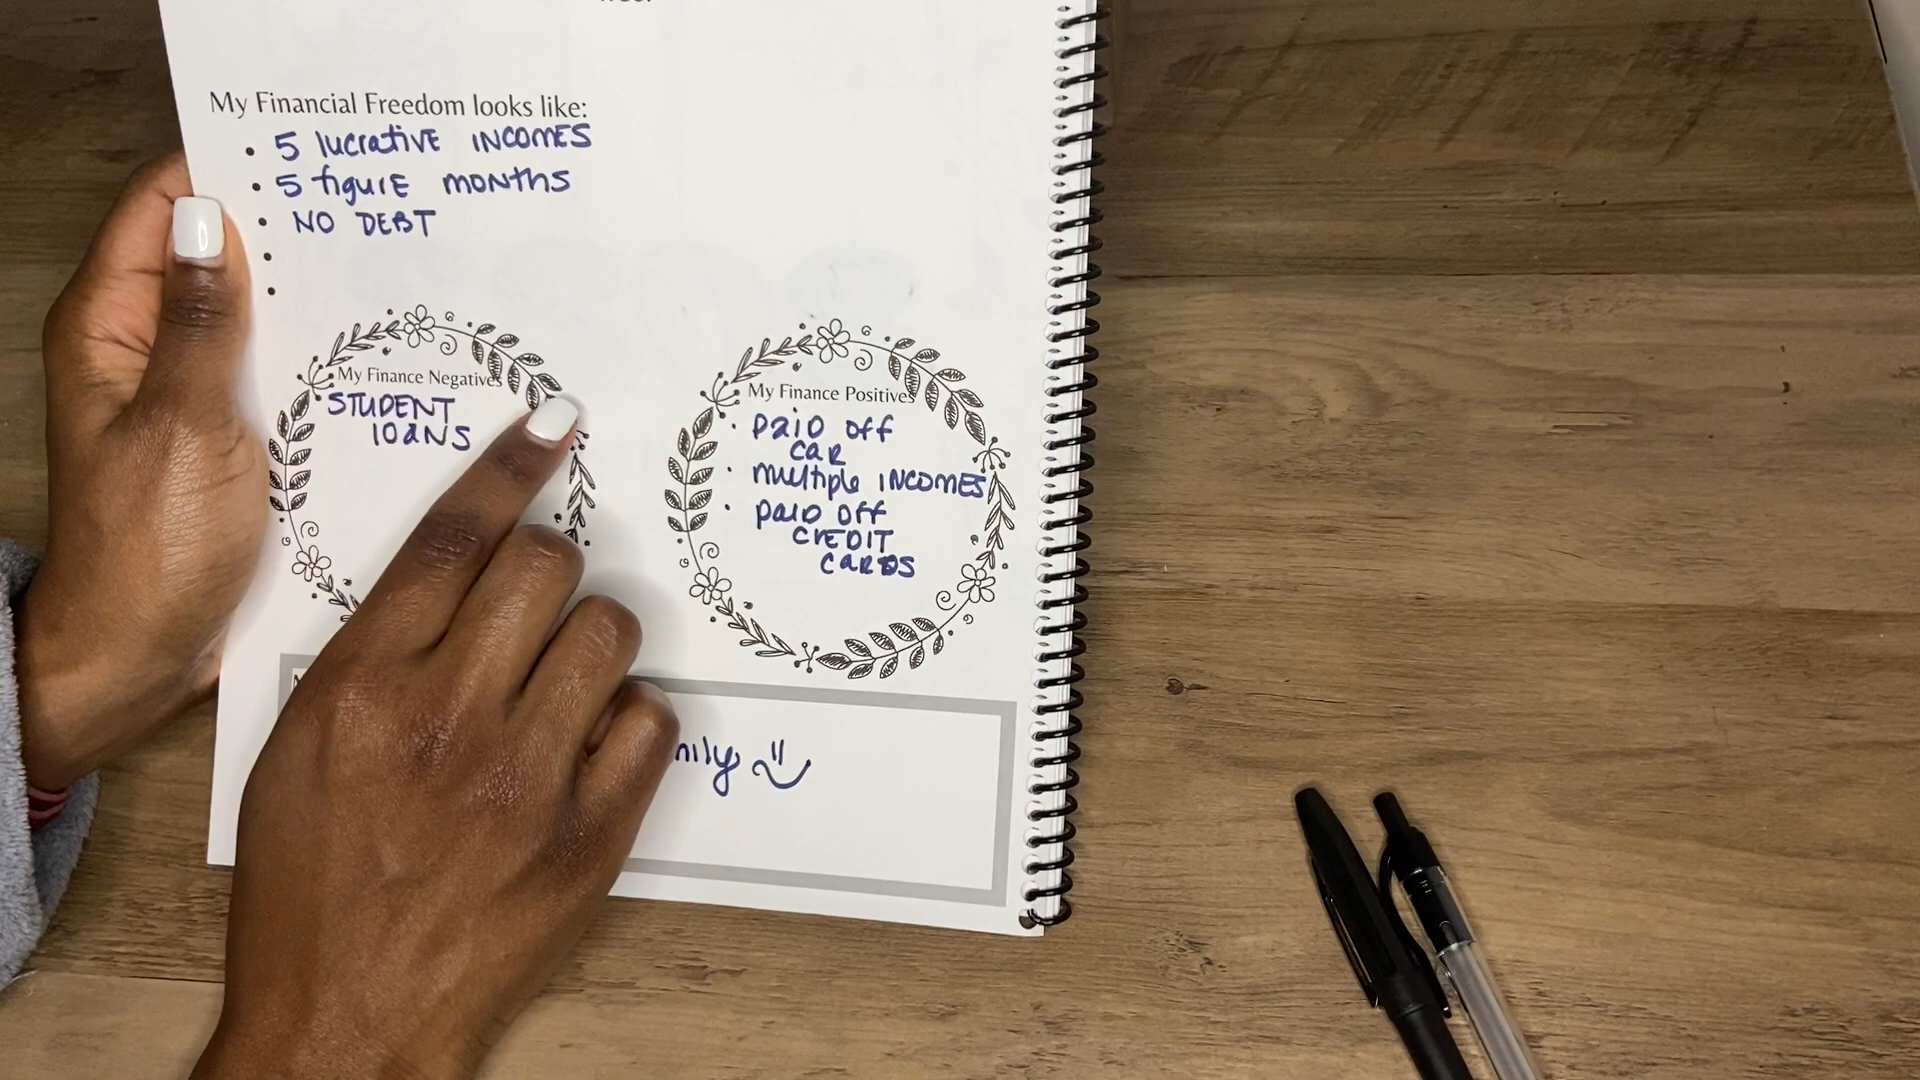 My Financial Freedom looks like:
• 5 lucrative INCOMES
• 5 figure months
• NO DEBT
•
•
My Finance Negatives
STUDENT
loans
My Finance Positives
• paid off
car
• multiple INCOMES
• paid off
CREDIT
CARDS